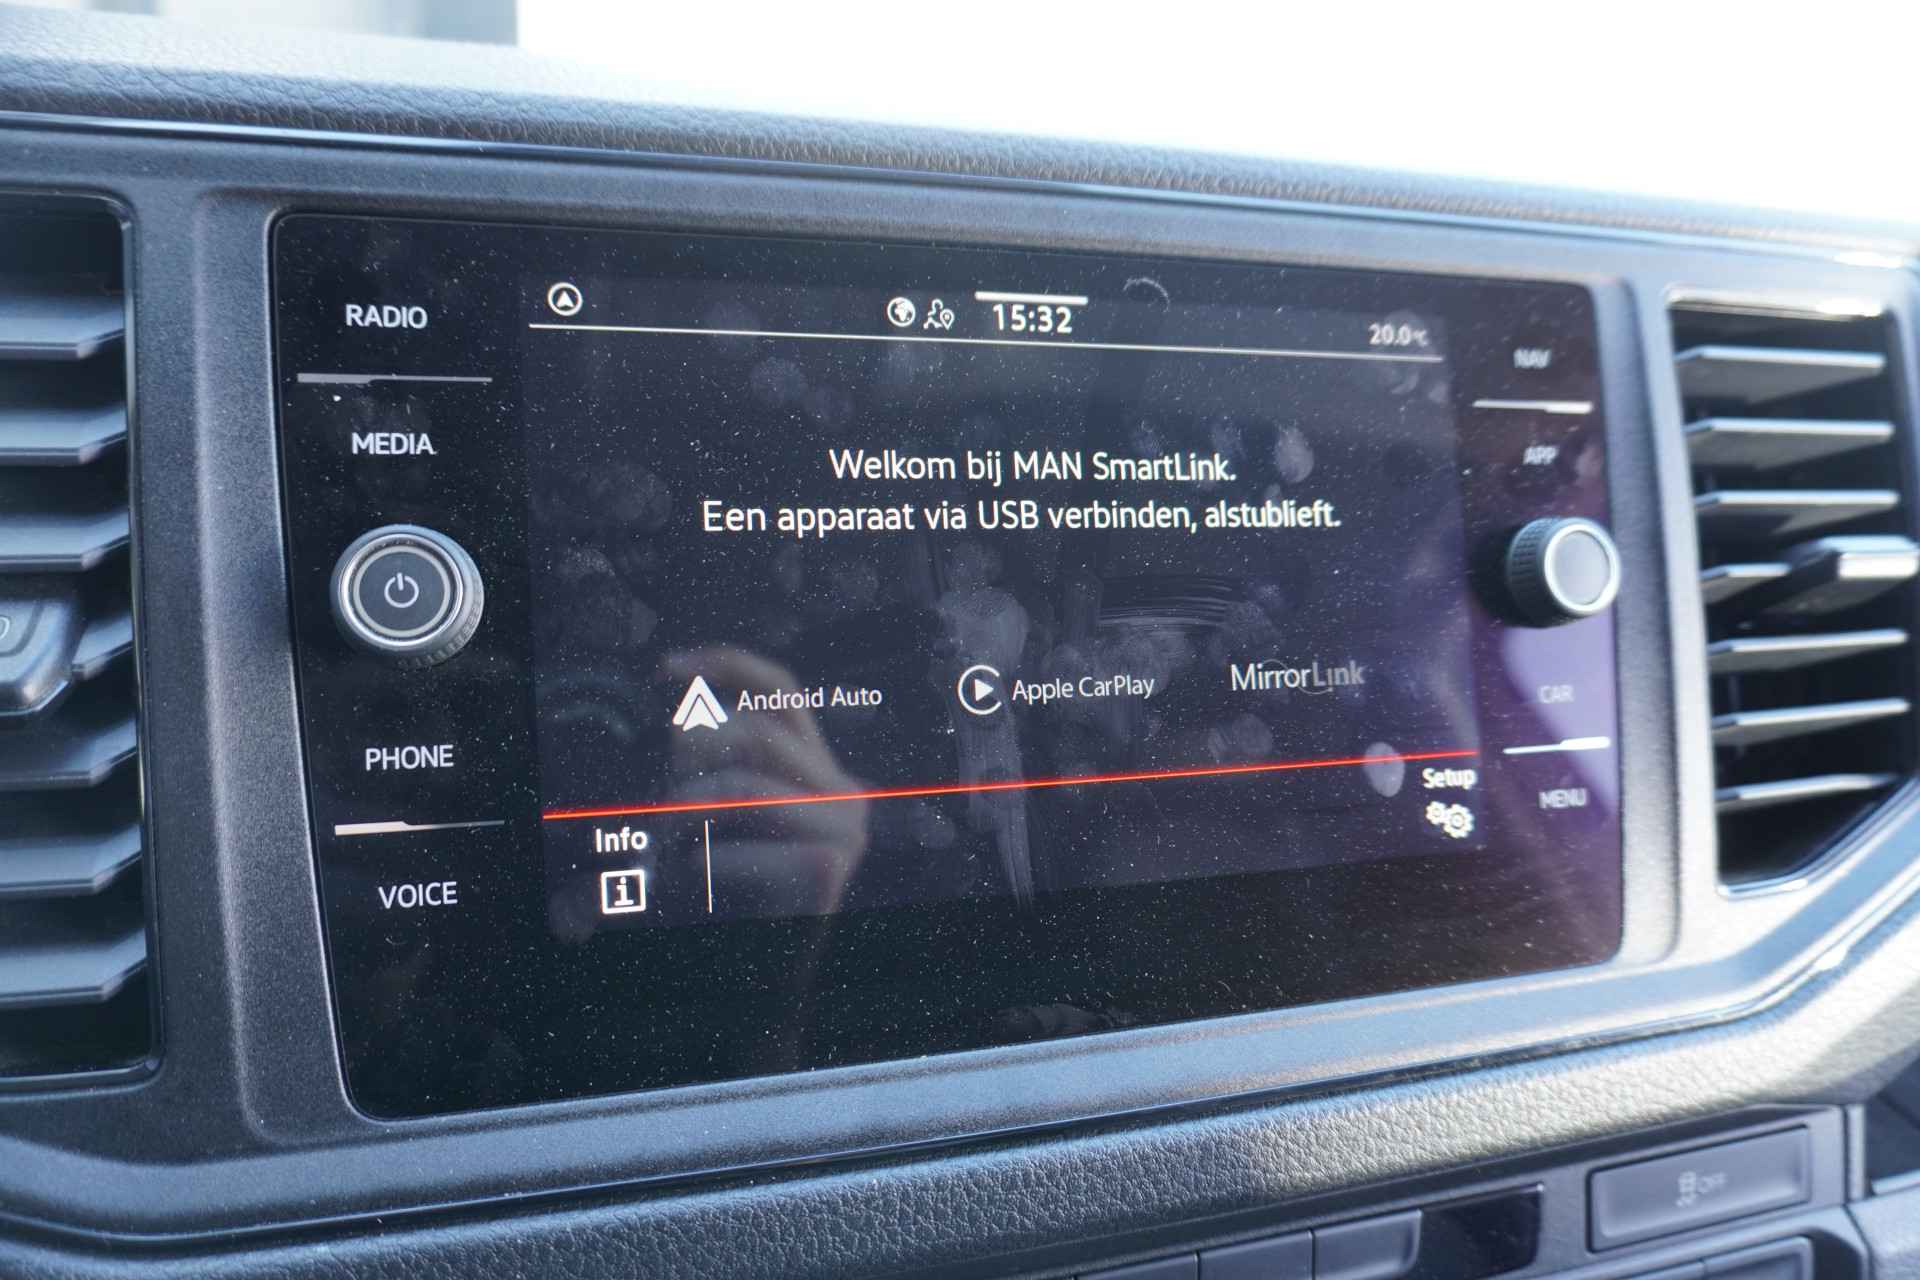 RADIO
MEDIA
PHONE
VOICE
15:32
20.0°C
Welkom bij MAN SmartLink.
Een apparaat via USB verbinden, alstublieft.
Android Auto
Apple CarPlay
MirrorLink
Info
i
Setup
NAV
APP
CAR
MENU
OFF